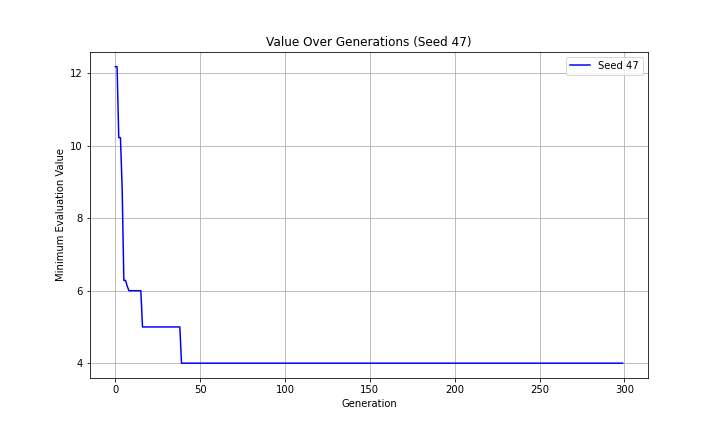 Value Over Generations (Seed 47)
Seed 47
12
10
8
6
4
Minimum Evaluation Value
0 50 100 150 200 250 300
Generation